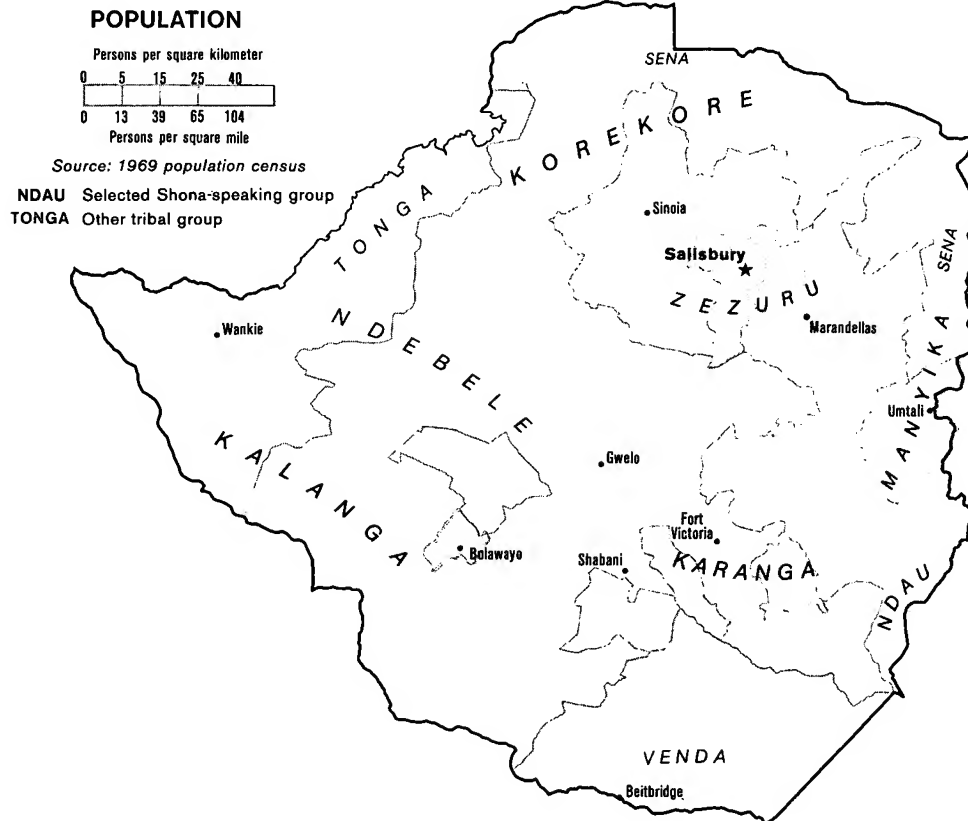 POPULATION
Persons per square kilometer
0 5 15 25 40
0 13 39 65 104
Persons per square mile
Source: 1969 population census
NDAU Selected Shona-speaking group
TONGA Other tribal group
SENA
KOREKORE
TONGA
Sinoia
Salisbury
SENA
ZEZURU
Marandellas
Wankie
NDEBELE
MANYIKA
Umtali
KALANGA
Gwelo
Fort
Victoria
Bulawayo
Shabani
KARANGA
NDAU
VENDA
Beitbridge